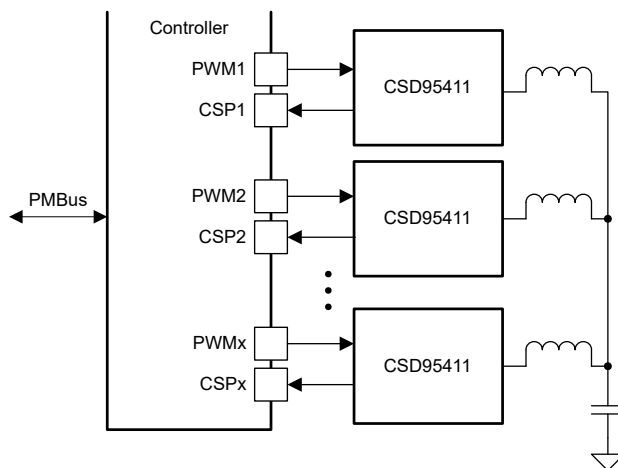 Controller
PWM1
CSD95411
CSP1
PMBus
PWM2
CSD95411
CSP2
PWMx
CSD95411
CSPx